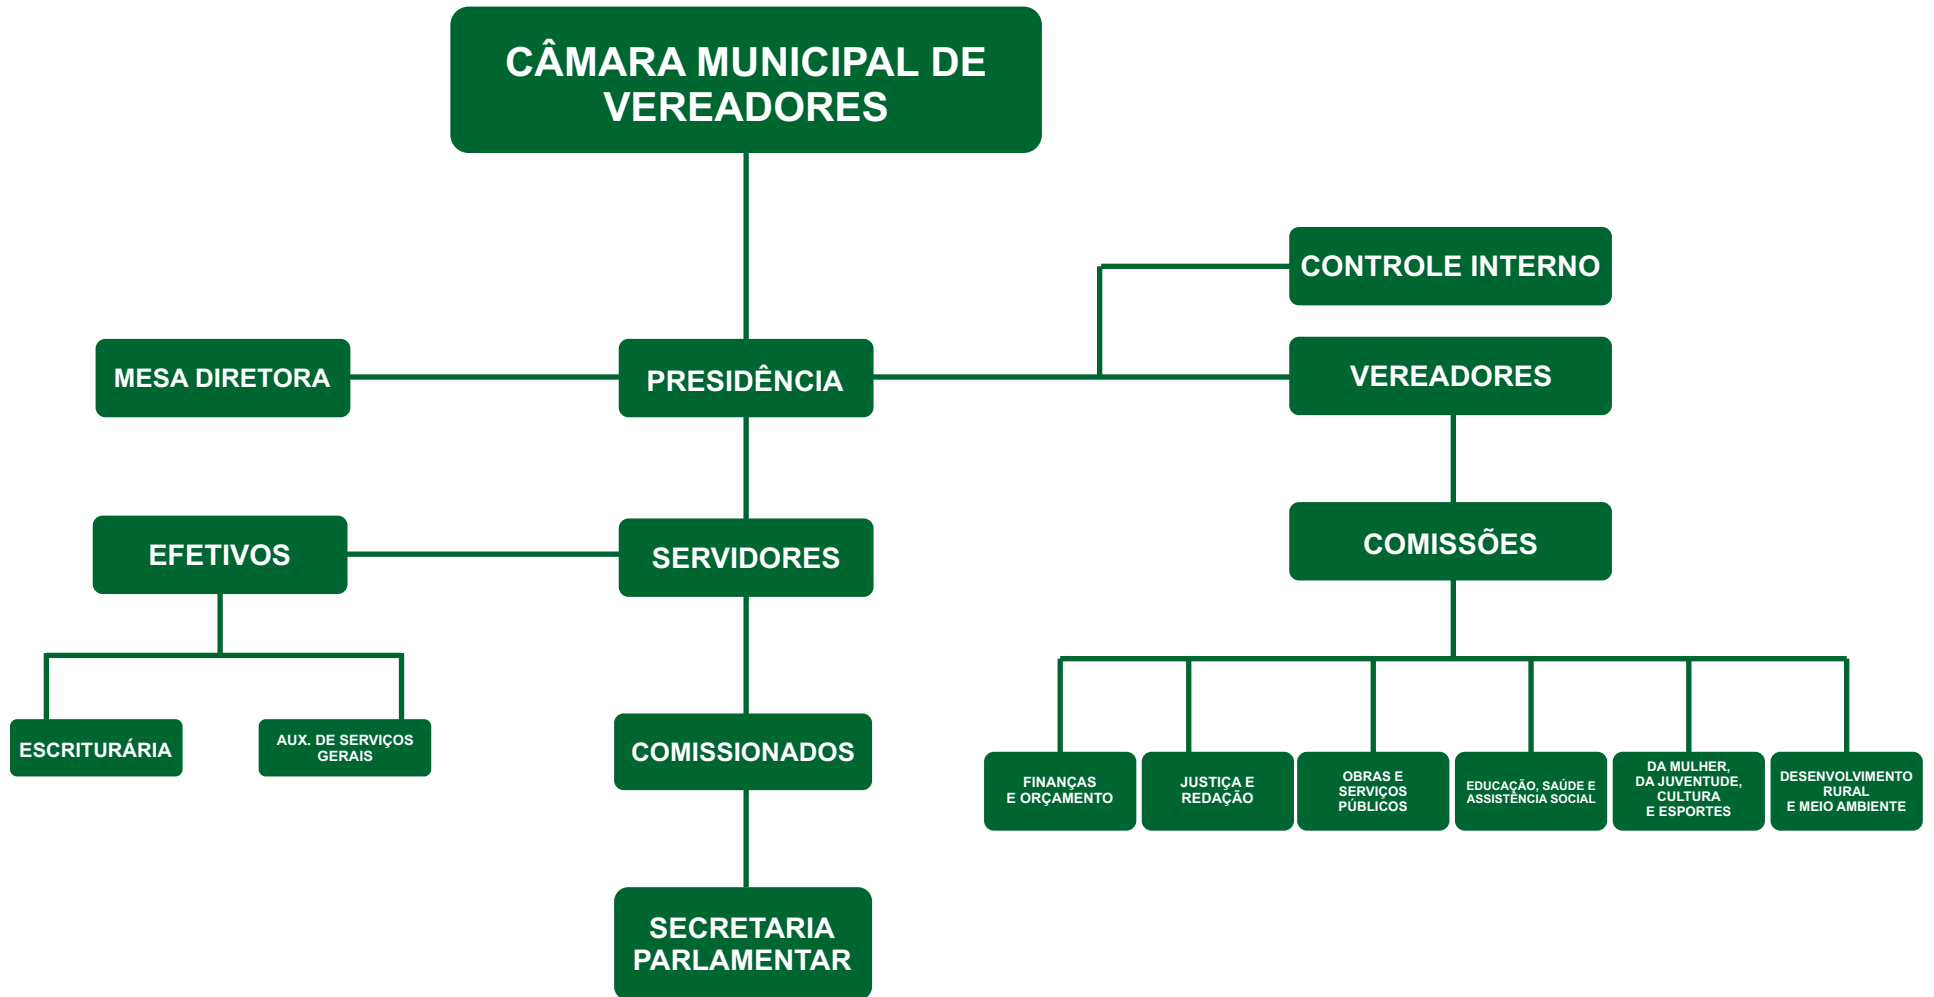 CÂMARA MUNICIPAL DE
VEREADORES
CONTROLE INTERNO
MESA DIRETORA
PRESIDÊNCIA
VEREADORES
EFETIVOS
SERVIDORES
COMISSÕES
ESCRITURÁRIA
AUX. DE SERVIÇOS
GERAIS
COMISSIONADOS
FINANÇAS
E ORÇAMENTO
JUSTIÇA E
REDAÇÃO
OBRAS E
SERVIÇOS
PÚBLICOS
EDUCAÇÃO, SAÚDE E
ASSISTÊNCIA SOCIAL
DA MULHER,
DA JUVENTUDE,
CULTURA
E ESPORTES
DESENVOLVIMENTO
RURAL
E MEIO AMBIENTE
SECRETARIA
PARLAMENTAR